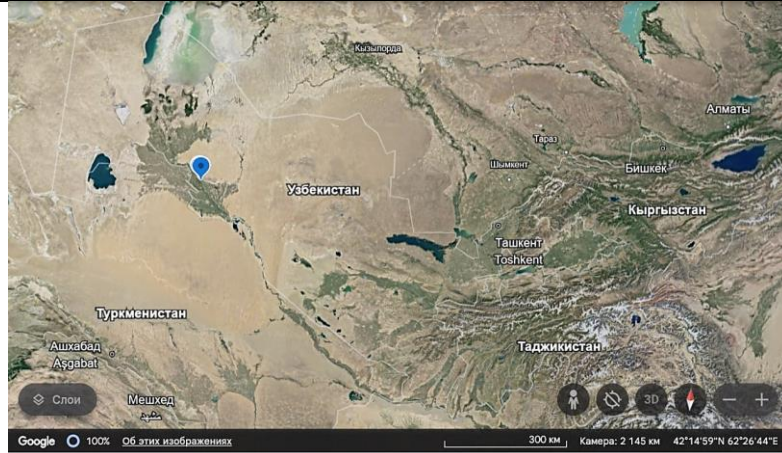 Кызылорда
Алматы
Тараз
Шымкент
Бишкек
Узбекистан
Кыргызстан
Ташкент
Toshkent
Туркменистан
Таджикистан
Ашхабад
Aşgabat
Мешхед
مشهد
Слои
3D
Google 100% Об этих изображениях 300 км Камера: 2 145 км 42°14'59"N 62°26'44"E